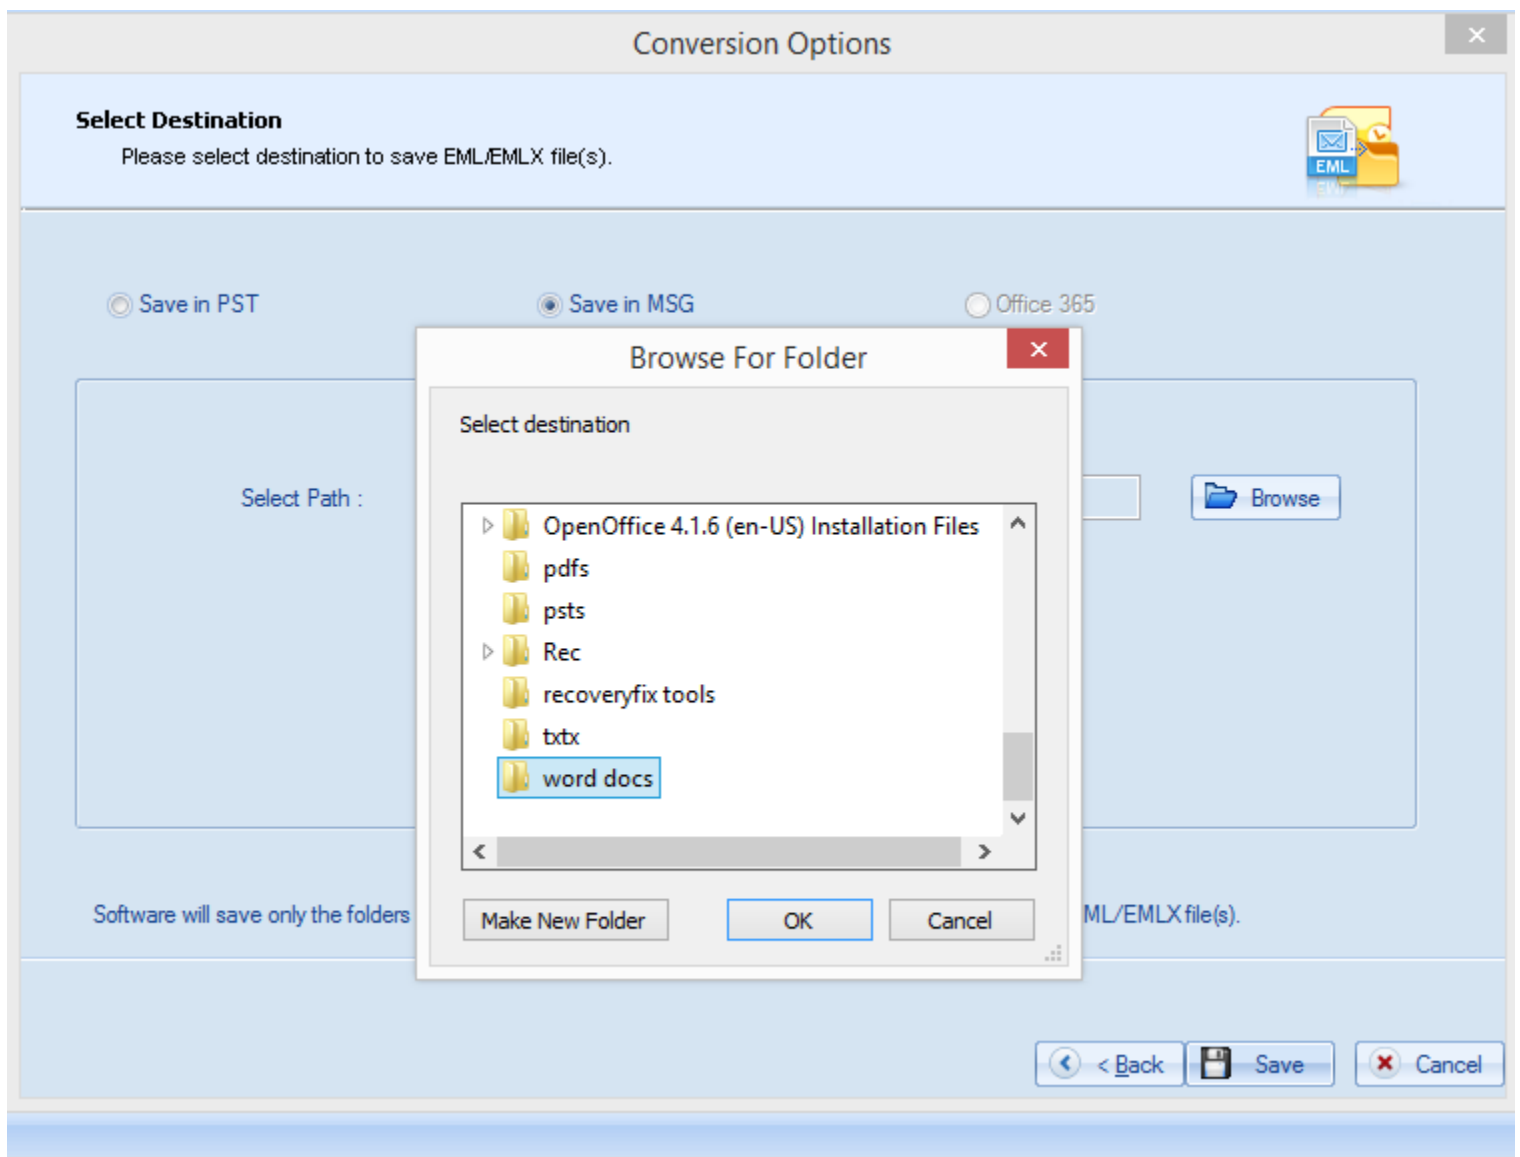 Conversion Options
Select Destination
Please select destination to save EML/EMLX file(s).
EML
Save in PST
Save in MSG
Office 365
Browse For Folder
Select destination
Select Path :
Browse
OpenOffice 4.1.6 (en-US) Installation Files
pdfs
psts
Rec
recoveryfix tools
txtx
word docs
Make New Folder
OK
Cancel
Software will save only the folders
ML/EMLX file(s).
< Back
Save
Cancel